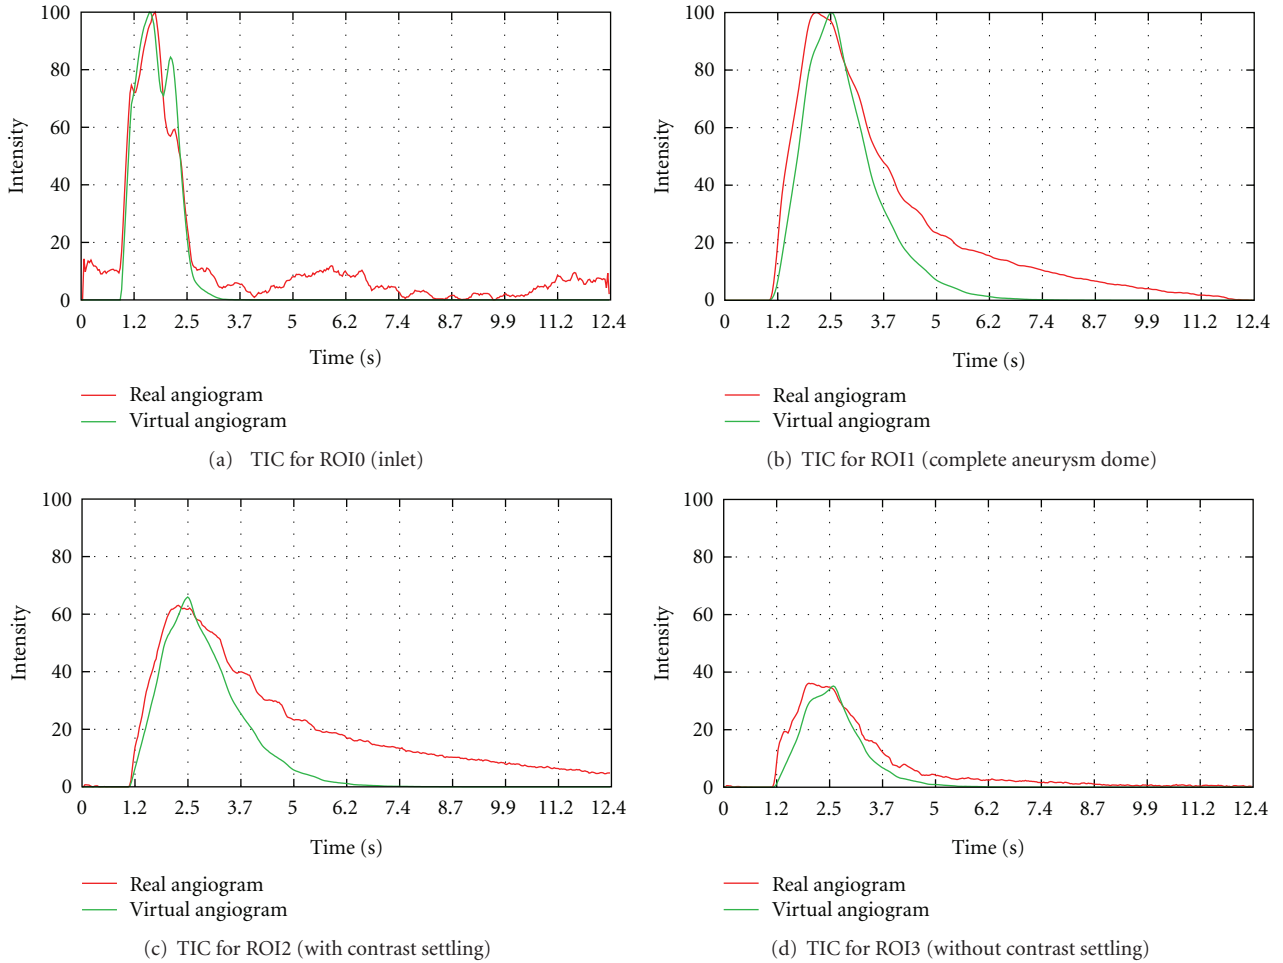 100
80
60
40
20
0
Intensity
0 1.2 2.5 3.7 5 6.2 7.4 8.7 9.9 11.2 12.4
Time (s)
Real angiogram
Virtual angiogram
(a) TIC for ROI0 (inlet)
100
80
60
40
20
0
Intensity
0 1.2 2.5 3.7 5 6.2 7.4 8.7 9.9 11.2 12.4
Time (s)
Real angiogram
Virtual angiogram
(b) TIC for ROI1 (complete aneurysm dome)
100
80
60
40
20
0
Intensity
0 1.2 2.5 3.7 5 6.2 7.4 8.7 9.9 11.2 12.4
Time (s)
Real angiogram
Virtual angiogram
(c) TIC for ROI2 (with contrast settling)
100
80
60
40
20
0
Intensity
0 1.2 2.5 3.7 5 6.2 7.4 8.7 9.9 11.2 12.4
Time (s)
Real angiogram
Virtual angiogram
(d) TIC for ROI3 (without contrast settling)